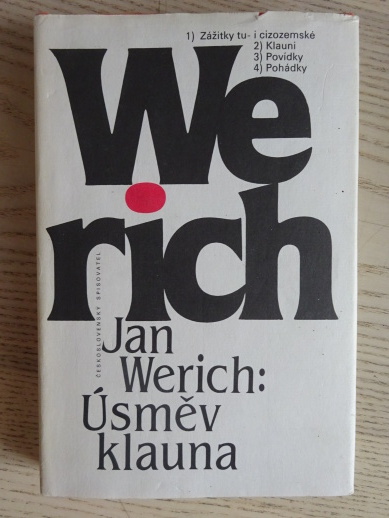 1) Zážitky tu- i cizozemské
2) Klauni
3) Povídky
4) Pohádky
We
rich
ČESKOSLOVENSKÝ SPISOVATEL
Jan
Werich:
Úsměv
klauna